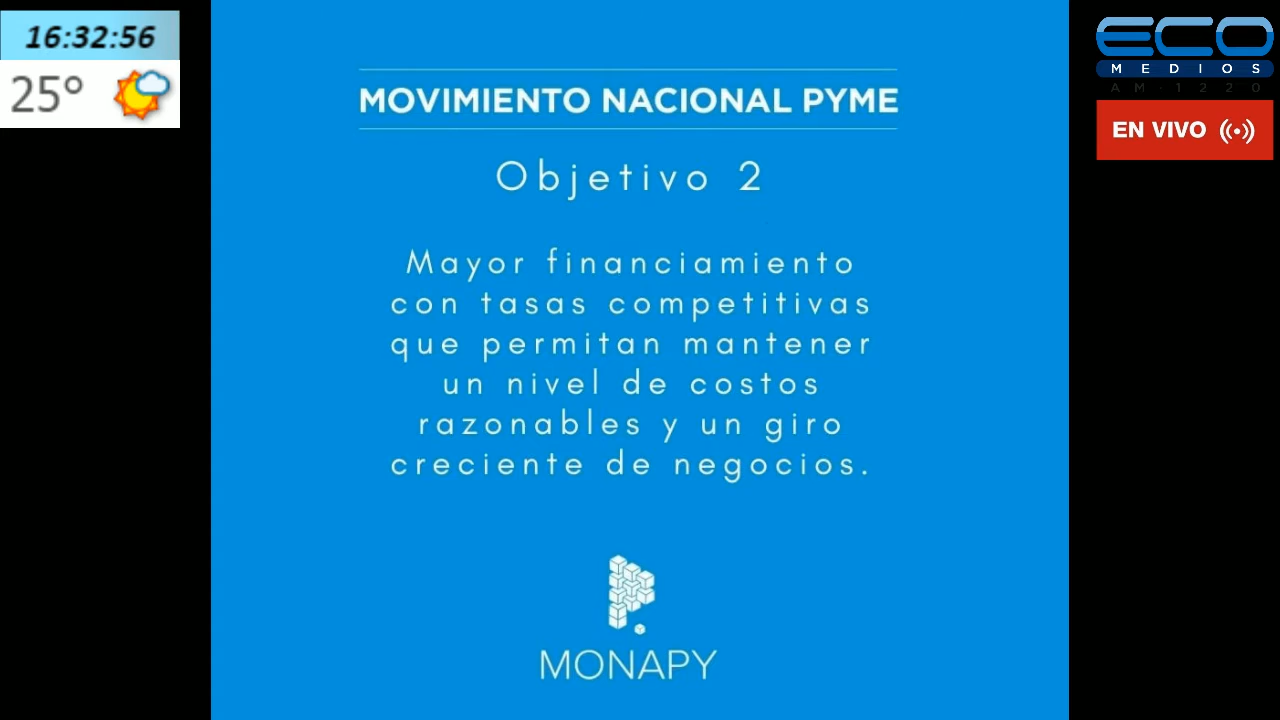 16:32:56
25°
MOVIMIENTO NACIONAL PYME
Objetivo 2
Mayor financiamiento
con tasas competitivas
que permitan mantener
un nivel de costos
razonables y un giro
creciente de negocios.
MONAPY
ECO
MEDIOS
AM·1220
EN VIVO